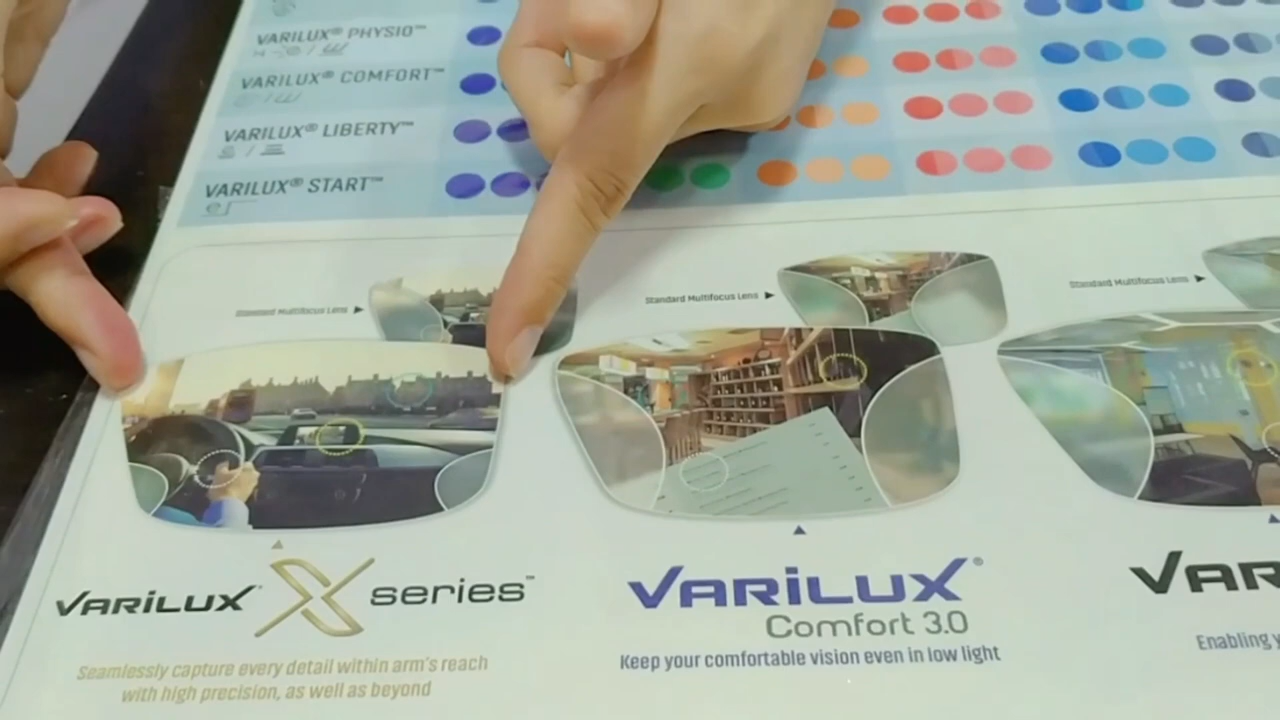 VARILUX® PHYSIO™
VARILUX® COMFORT™
VARILUX® LIBERTY™
VARILUX® START™
Standard Multifocus Lens
Standard Multifocus Lens
Standard Multifocus Lens
VARILUX® X series™
Seamlessly capture every detail within arm's reach
with high precision, as well as beyond
VARILUX®
Comfort 3.0
Keep your comfortable vision even in low light
VAR
Enabling y